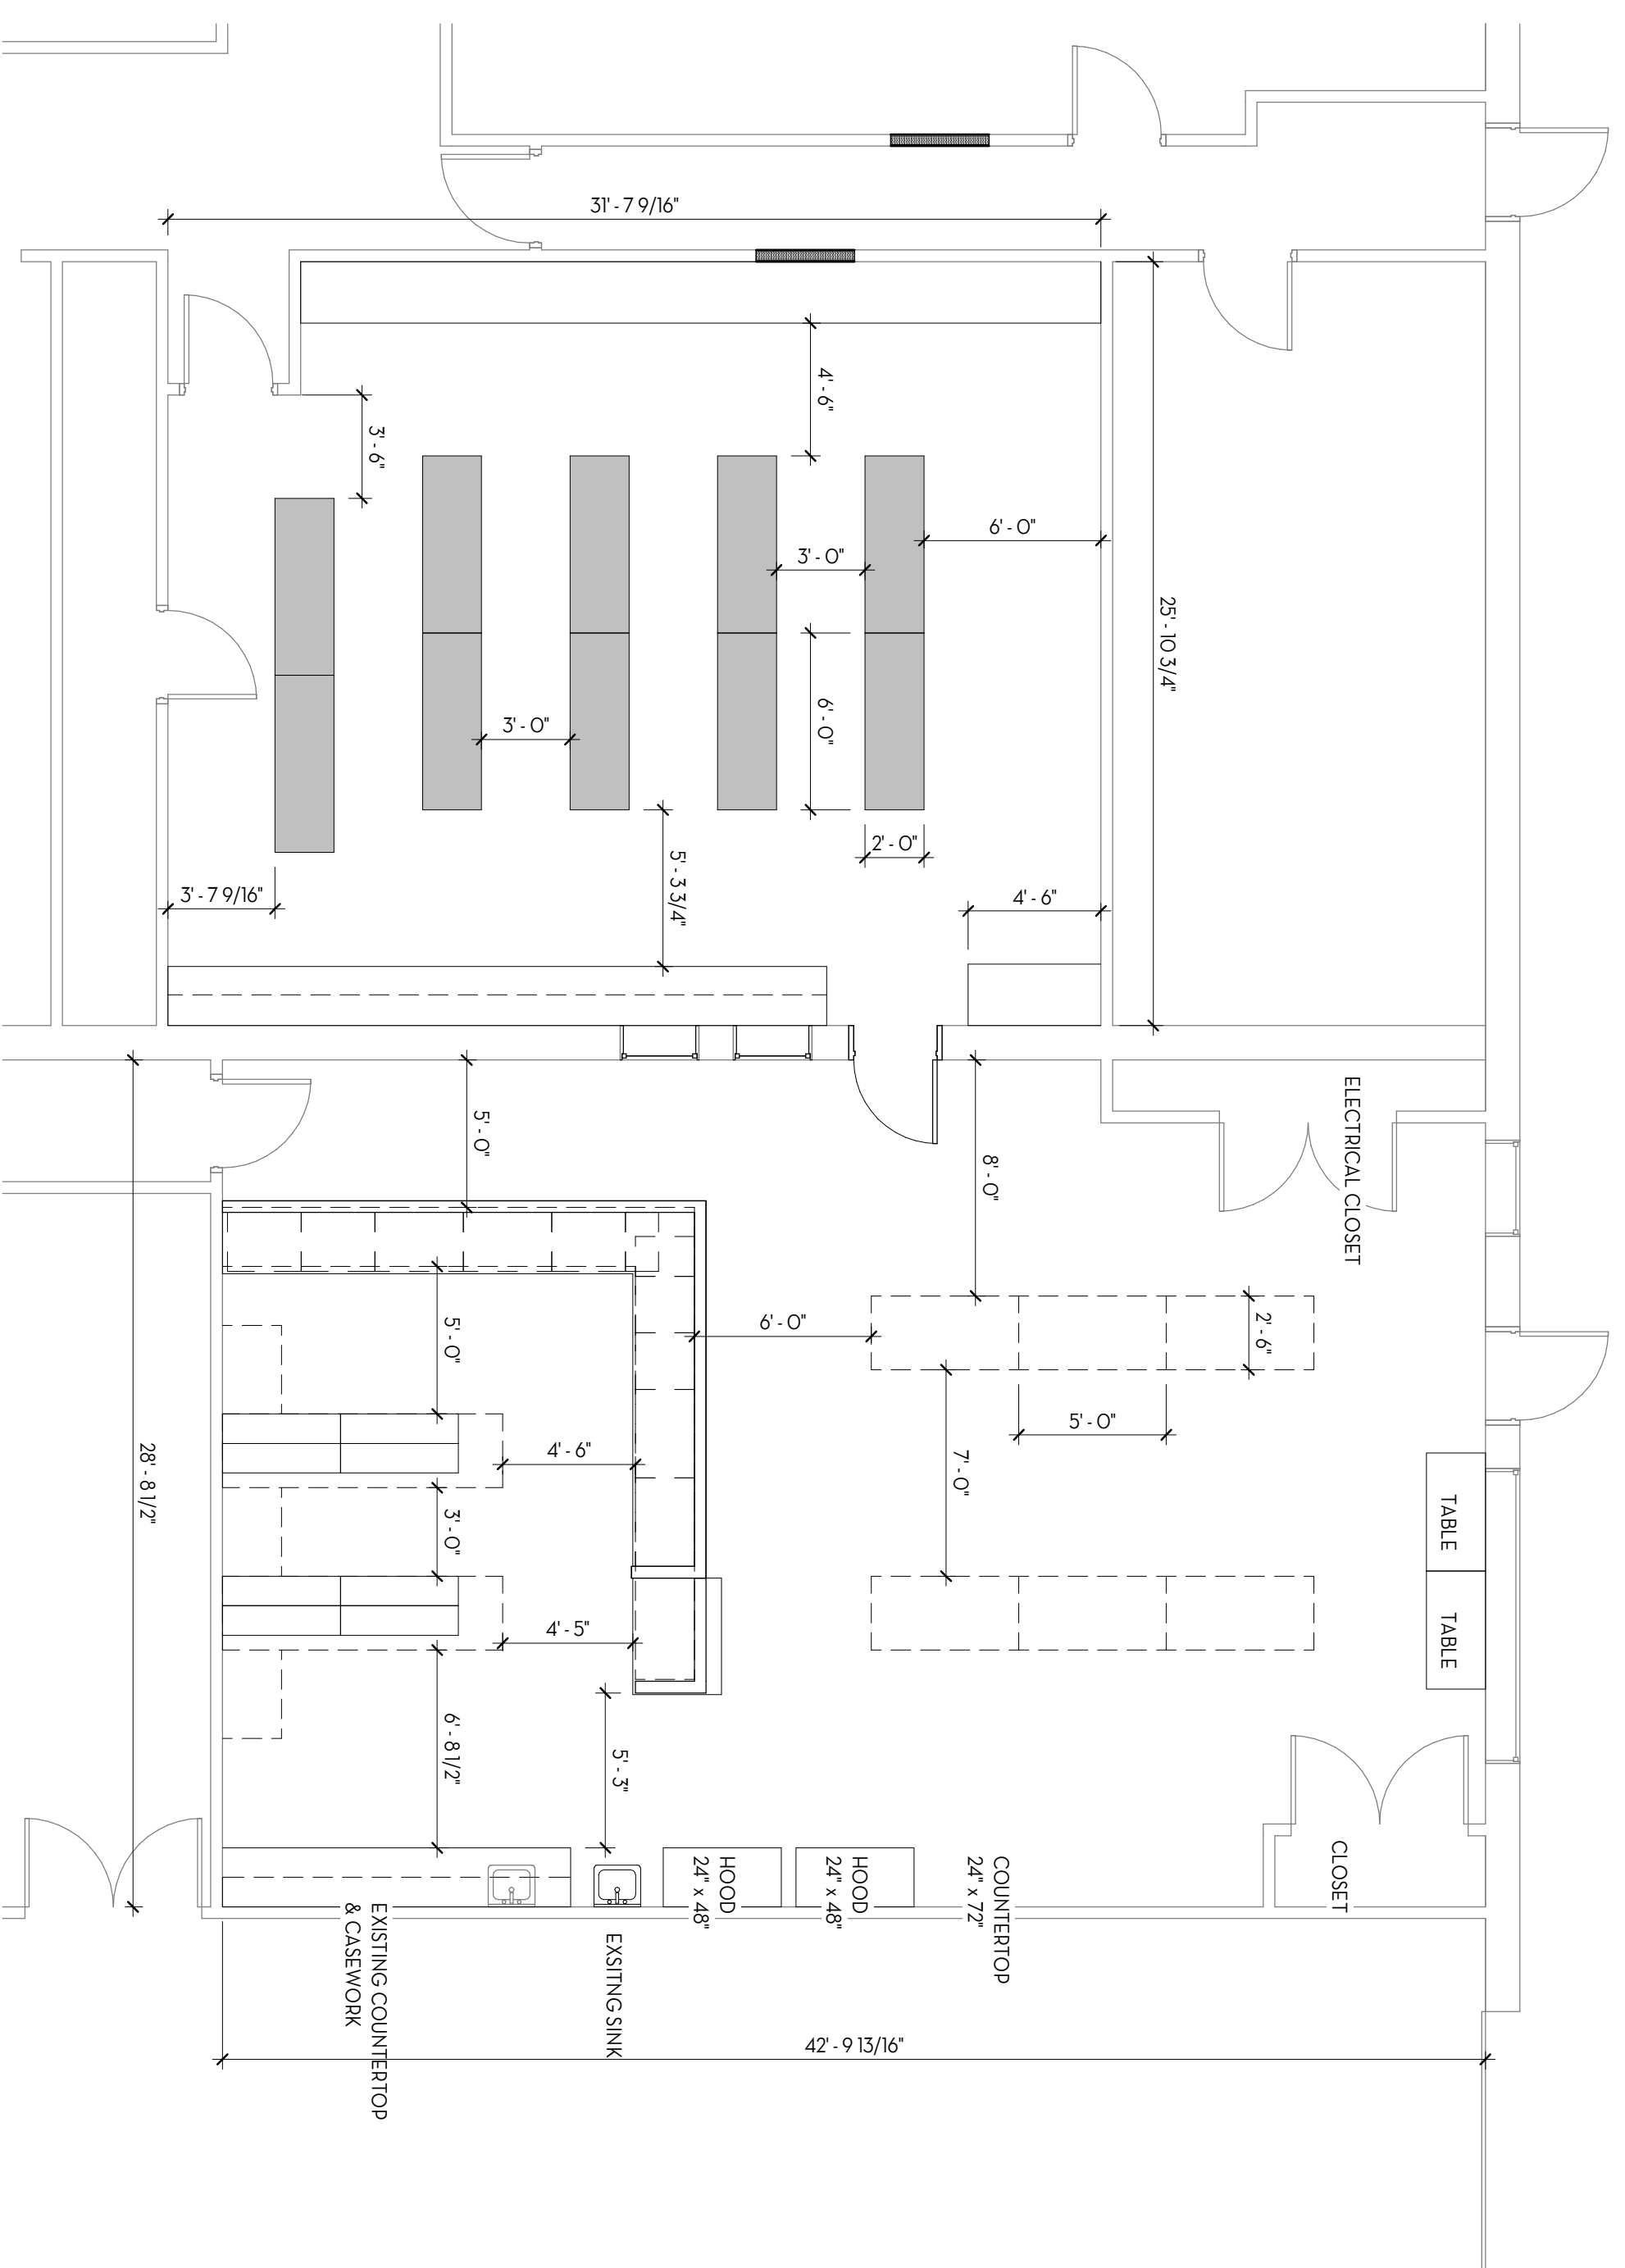 31' - 7 9/16"
4' - 6"
3' - 6"
6' - 0"
3' - 0"
25' - 10 3/4"
6' - 0"
3' - 0"
2' - 0"
5' - 3 3/4"
3' - 7 9/16"
4' - 6"
ELECTRICAL CLOSET
5' - 0"
8' - 0"
6' - 0"
2' - 6"
5' - 0"
5' - 0"
4' - 6"
7' - 0"
28' - 8 1/2"
TABLE
3' - 0"
4' - 5"
TABLE
6' - 8 1/2"
5' - 3"
HOOD
24" x 48"
HOOD
24" x 48"
COUNTERTOP
24" x 72"
CLOSET
EXISTING COUNTERTOP
& CASEWORK
EXSITNG SINK
42' - 9 13/16"